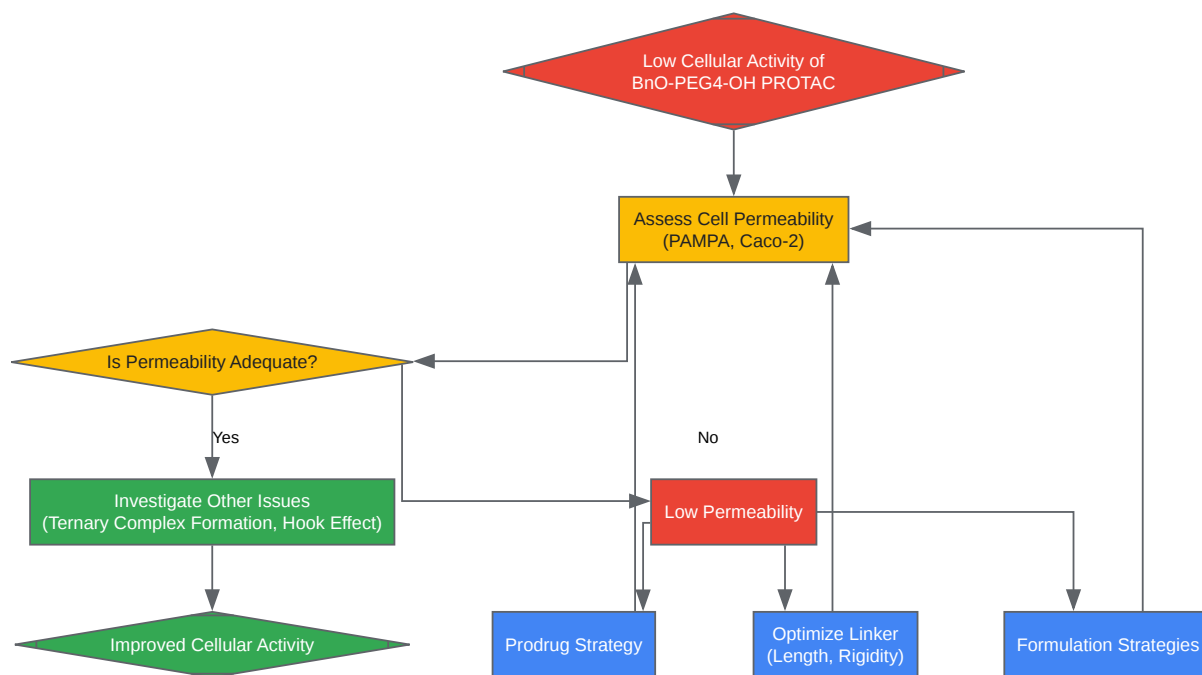 Low Cellular Activity of
BnO-PEG4-OH PROTAC
Assess Cell Permeability
(PAMPA, Caco-2)
Is Permeability Adequate?
Yes
No
Investigate Other Issues
(Ternary Complex Formation, Hook Effect)
Low Permeability
Improved Cellular Activity
Prodrug Strategy
Optimize Linker
(Length, Rigidity)
Formulation Strategies